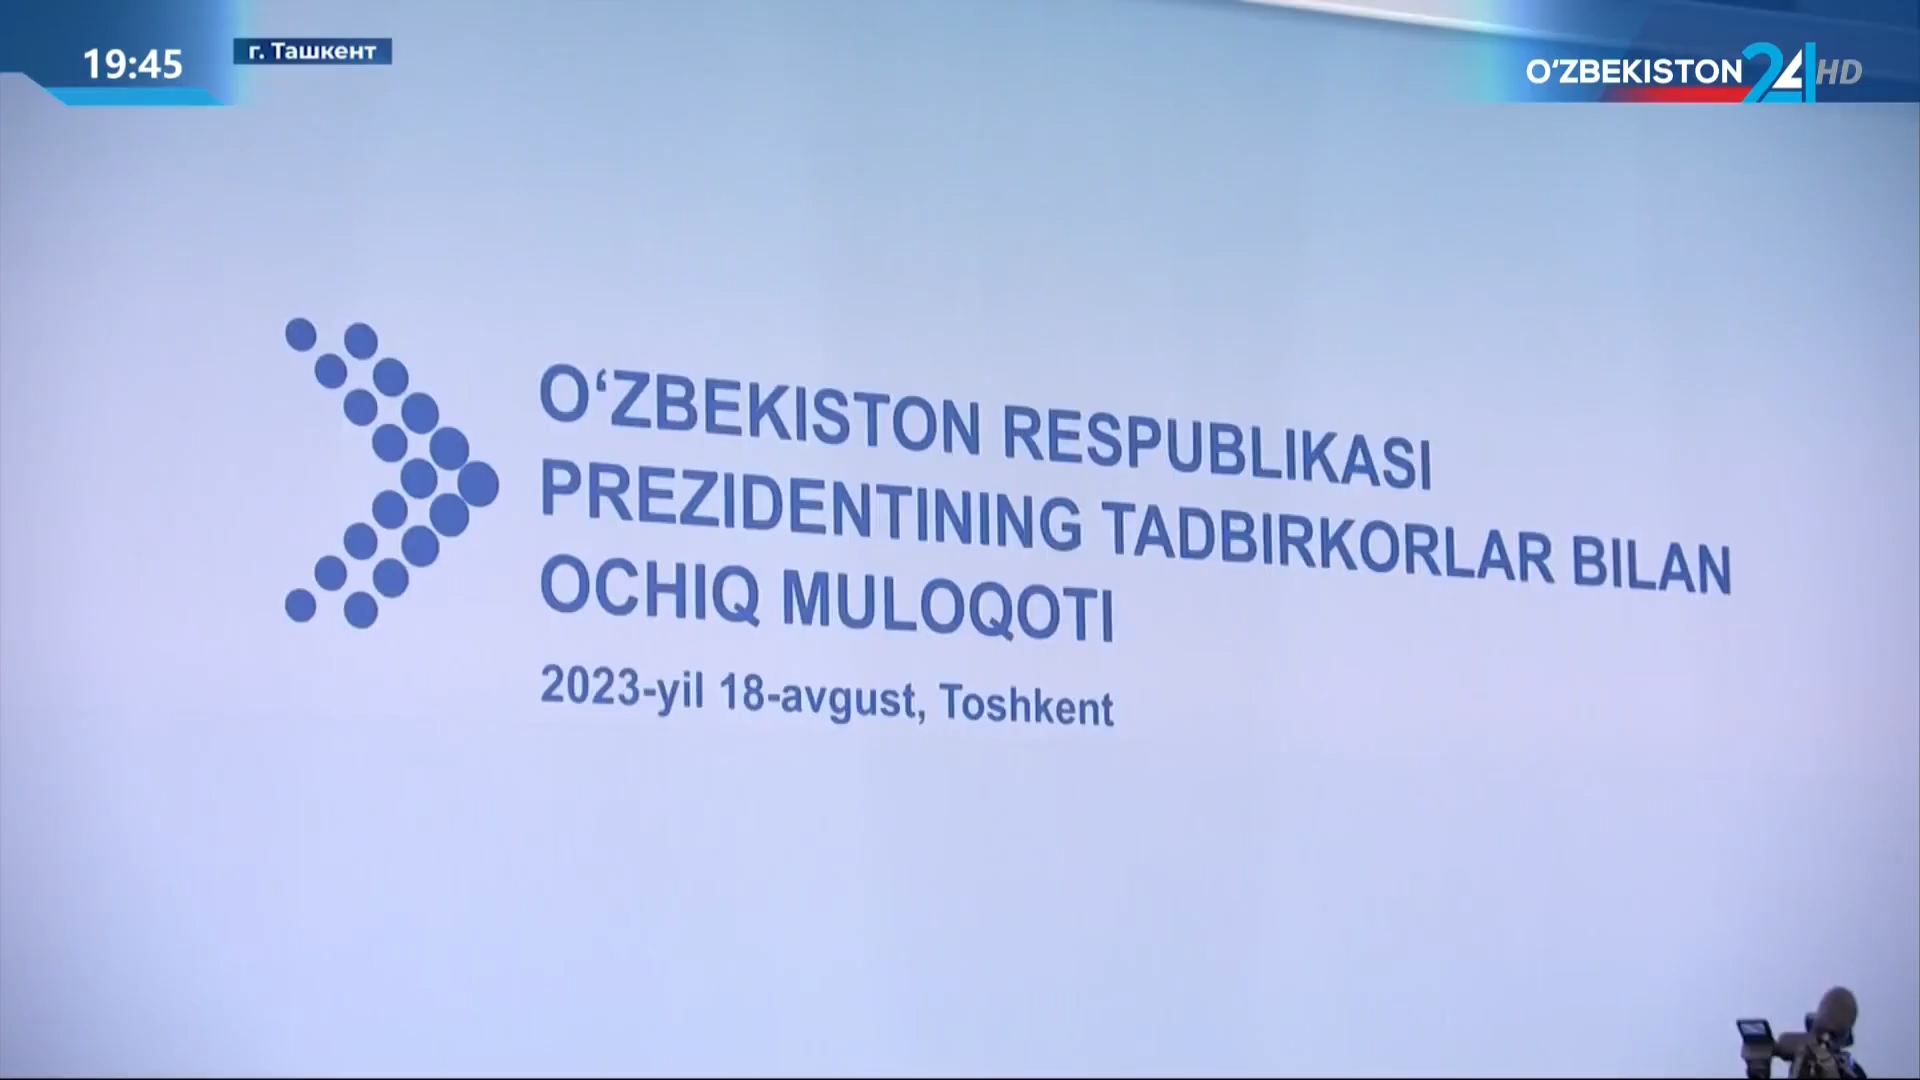 19:45
г. Ташкент
O‘ZBEKISTON 24 HD
O‘ZBEKISTON RESPUBLIKASI
PREZIDENTINING TADBIRKORLAR BILAN
OCHIQ MULOQOTI
2023-yil 18-avgust, Toshkent